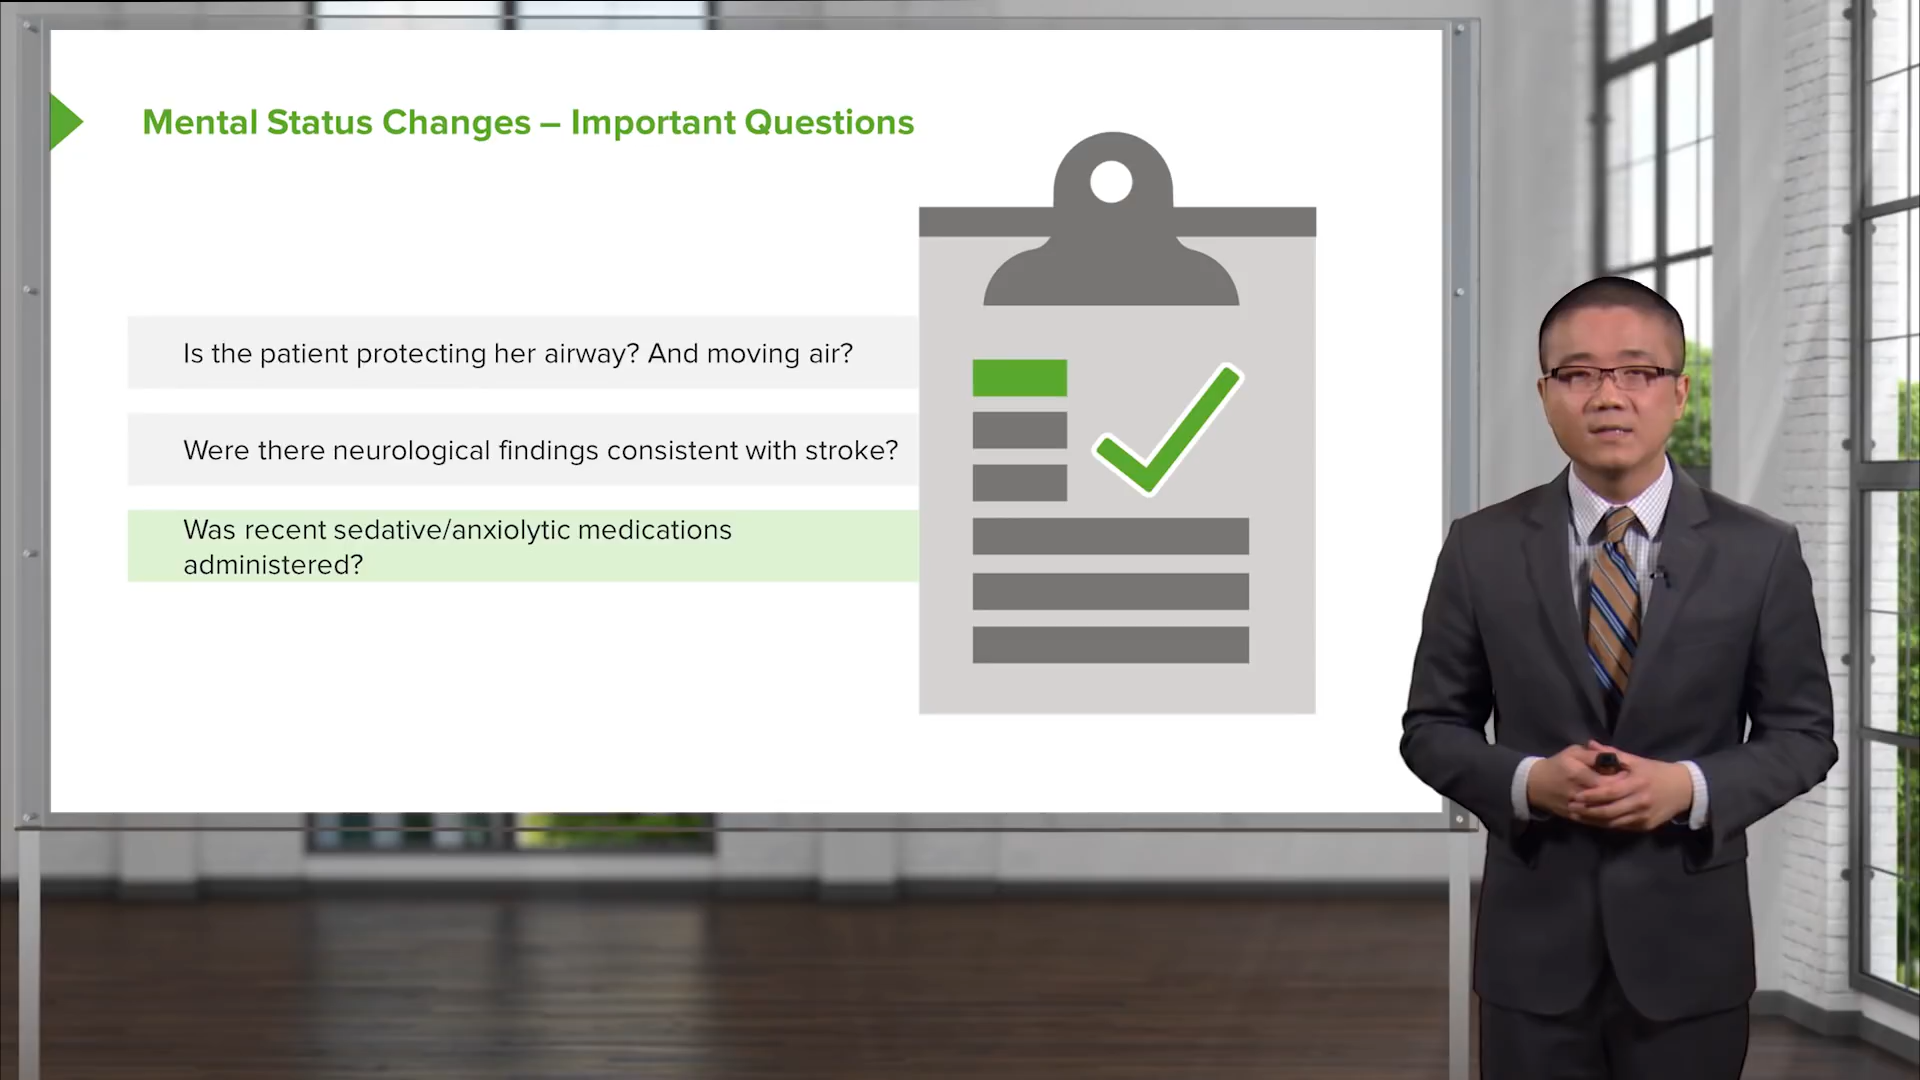 Mental Status Changes – Important Questions
Is the patient protecting her airway? And moving air?
Were there neurological findings consistent with stroke?
Was recent sedative/anxiolytic medications
administered?